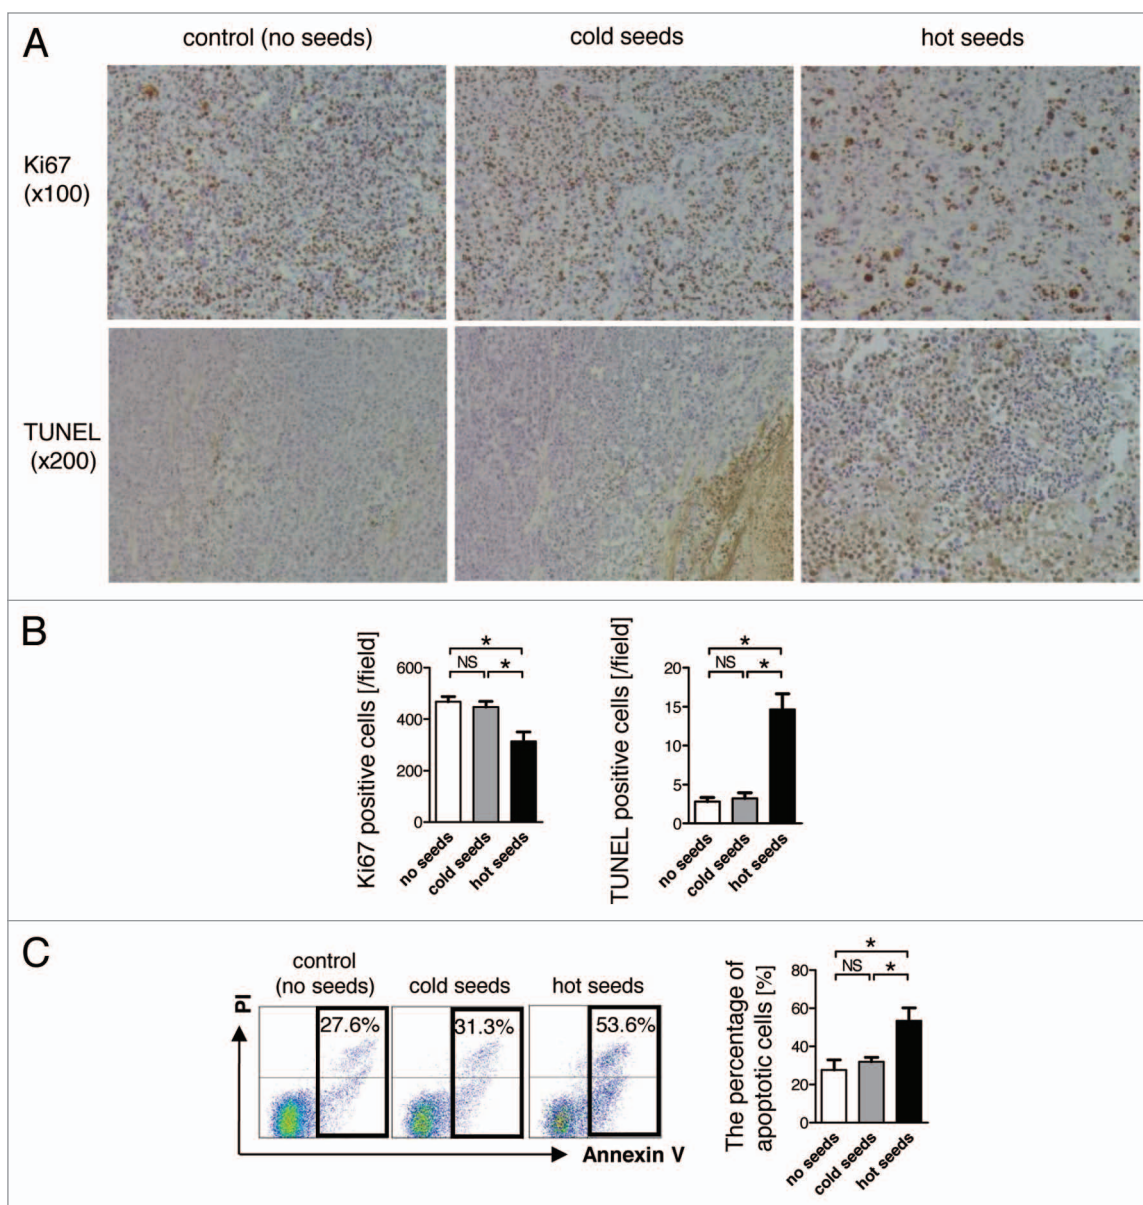 A
control (no seeds)
cold seeds
hot seeds
Ki67
(x100)
TUNEL
(x200)
B
Ki67 positive cells [/field]
600
400
200
0
*
NS
*
no seeds
cold seeds
hot seeds
TUNEL positive cells [/field]
20
15
10
5
0
*
NS
*
no seeds
cold seeds
hot seeds
C
control
(no seeds)
cold seeds
hot seeds
PI
27.6%
31.3%
53.6%
Annexin V
The percentage of
apoptotic cells [%]
80
60
40
20
0
*
NS
*
no seeds
cold seeds
hot seeds